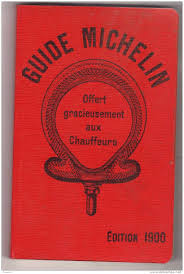 GUIDE MICHELIN
Offert
gracieusement
aux
Chauffeurs
ÉDITION 1900